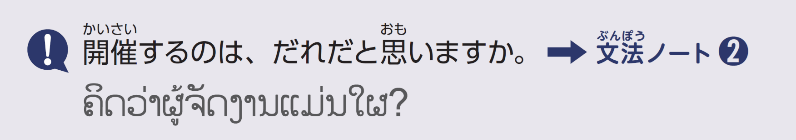 かいさい おも ぶんぽう
! 開催するのは、だれだと思いますか。 ➡ 文法ノート ❷
ຄິດວ່າຜູ້ຈັດງານແມ່ນໃຜ?